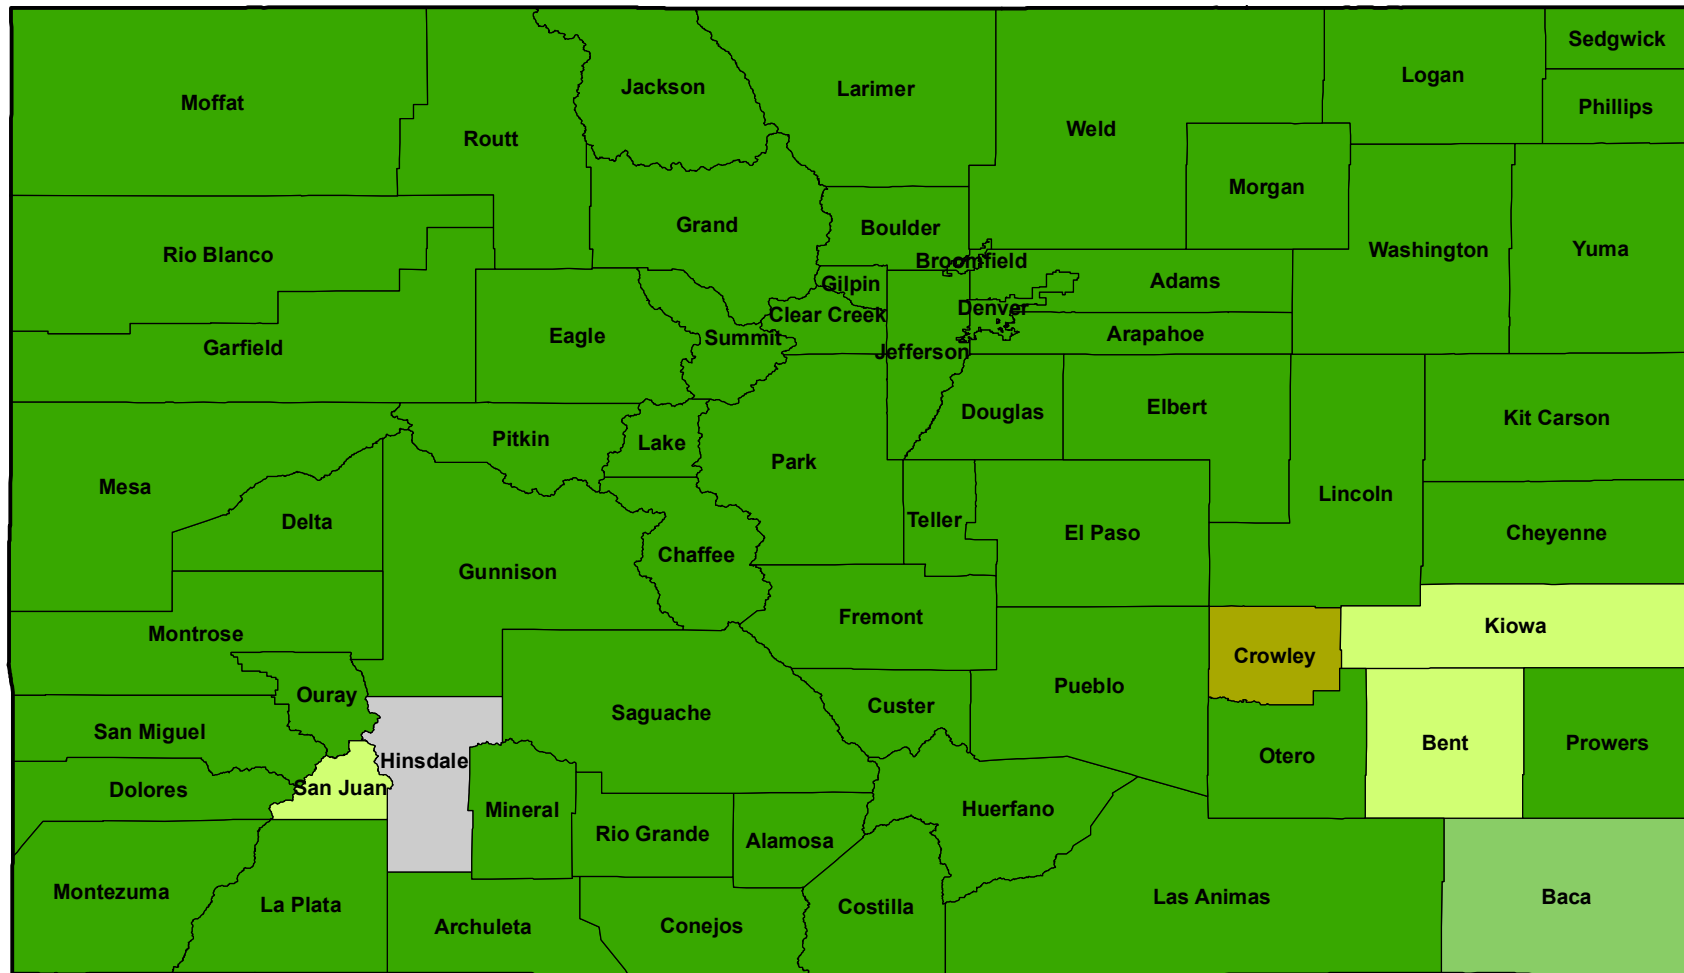 Sedgwick
Logan
Jackson
Larimer
Moffat
Phillips
Weld
Routt
Morgan
Grand
Boulder
Washington
Yuma
Rio Blanco
Broomfield
Adams
Gilpin
Denver
Clear Creek
Arapahoe
Eagle
Summit
Garfield
Jefferson
Elbert
Douglas
Kit Carson
Pitkin
Lake
Park
Mesa
Lincoln
Delta
Teller
El Paso
Cheyenne
Chaffee
Gunnison
Fremont
Kiowa
Montrose
Crowley
Pueblo
Ouray
Custer
Saguache
San Miguel
Bent
Prowers
Otero
Hinsdale
San Juan
Dolores
Mineral
Huerfano
Rio Grande
Alamosa
Montezuma
Las Animas
Baca
La Plata
Costilla
Conejos
Archuleta